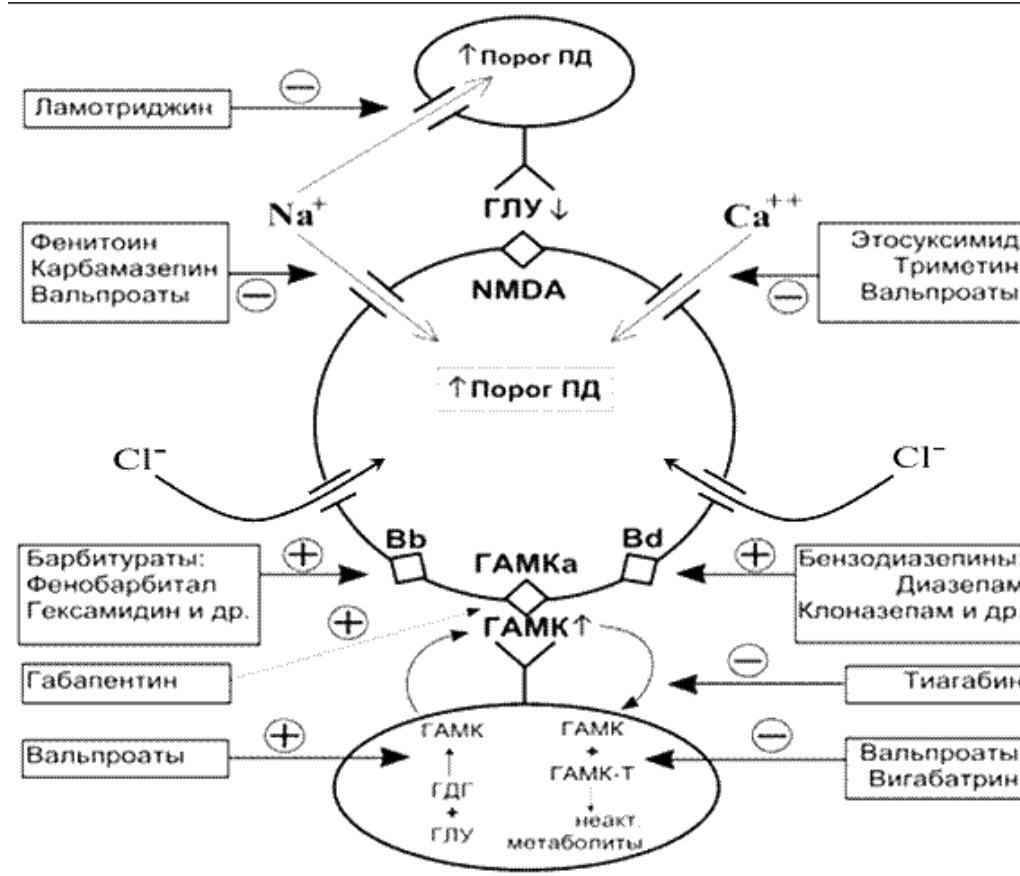 ↑Порог ПД
Ламотриджин
Na⁺
ГЛУ ↓
Ca⁺⁺
Фенитоин
Карбамазепин
Вальпроаты
NMDA
Этосуксимид
Триметин
Вальпроаты
↑Порог ПД
Cl⁻
Cl⁻
Bb
Bd
ГАМКа
Барбитураты:
Фенобарбитал
Гексамидин и др.
Бензодиазепины:
Диазепам
Клоназепам и др.
ГАМК↑
Габапентин
Тиагабин
Вальпроаты
ГАМК
↑
ГДГ
+
ГЛУ
ГАМК
+
ГАМК-Т
неакт.
метаболиты
Вальпроаты
Вигабатрин